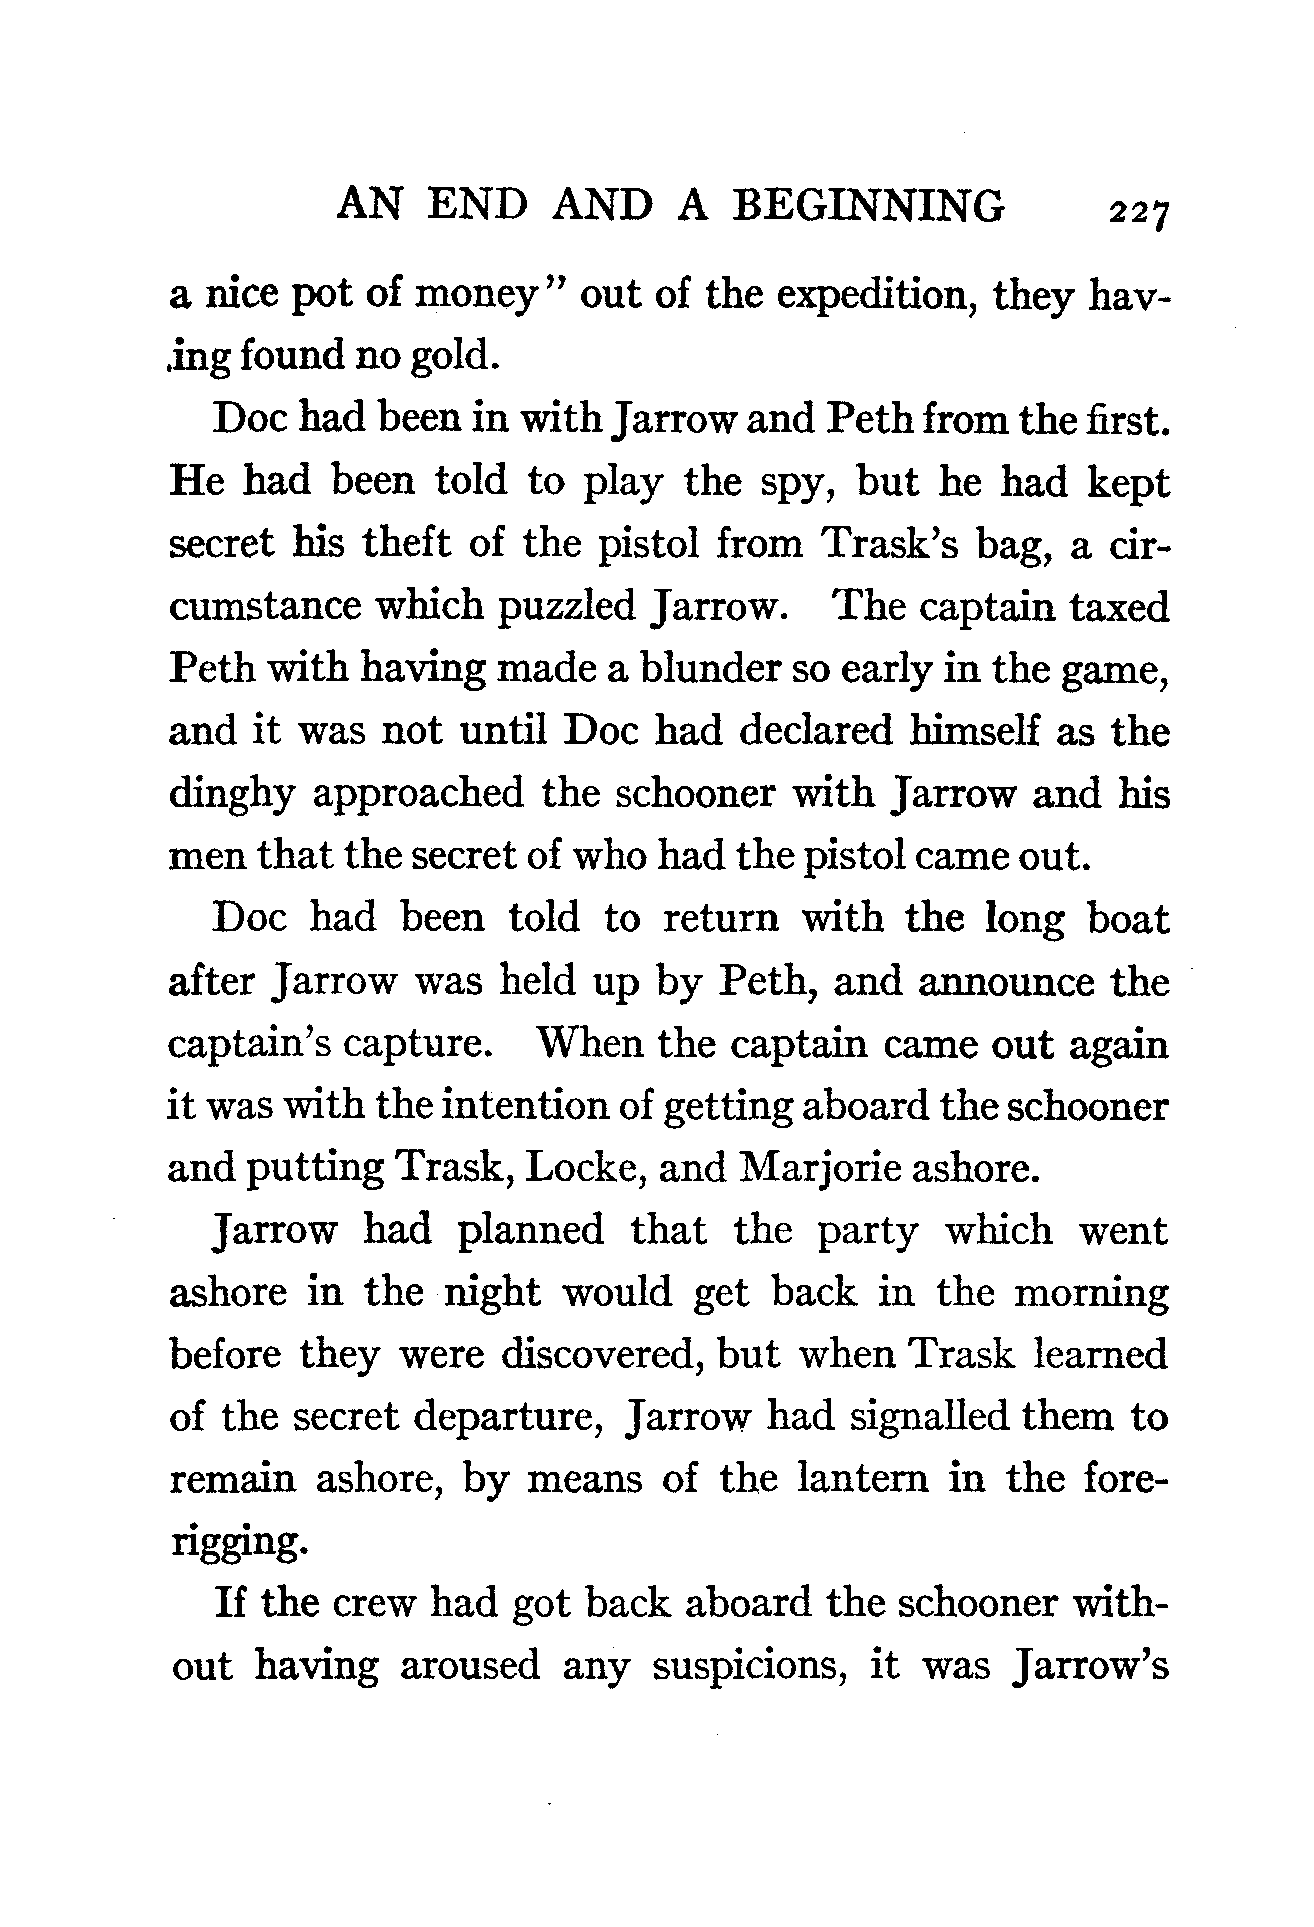 AN END AND A BEGINNING 227
a nice pot of money” out of the expedition, they hav-
ing found no gold.
Doc had been in with Jarrow and Peth from the first.
He had been told to play the spy, but he had kept
secret his theft of the pistol from Trask’s bag, a cir-
cumstance which puzzled Jarrow. The captain taxed
Peth with having made a blunder so early in the game,
and it was not until Doc had declared himself as the
dinghy approached the schooner with Jarrow and his
men that the secret of who had the pistol came out.
Doc had been told to return with the long boat
after Jarrow was held up by Peth, and announce the
captain’s capture. When the captain came out again
it was with the intention of getting aboard the schooner
and putting Trask, Locke, and Marjorie ashore.
Jarrow had planned that the party which went
ashore in the night would get back in the morning
before they were discovered, but when Trask learned
of the secret departure, Jarrow had signalled them to
remain ashore, by means of the lantern in the fore-
rigging.
If the crew had got back aboard the schooner with-
out having aroused any suspicions, it was Jarrow’s